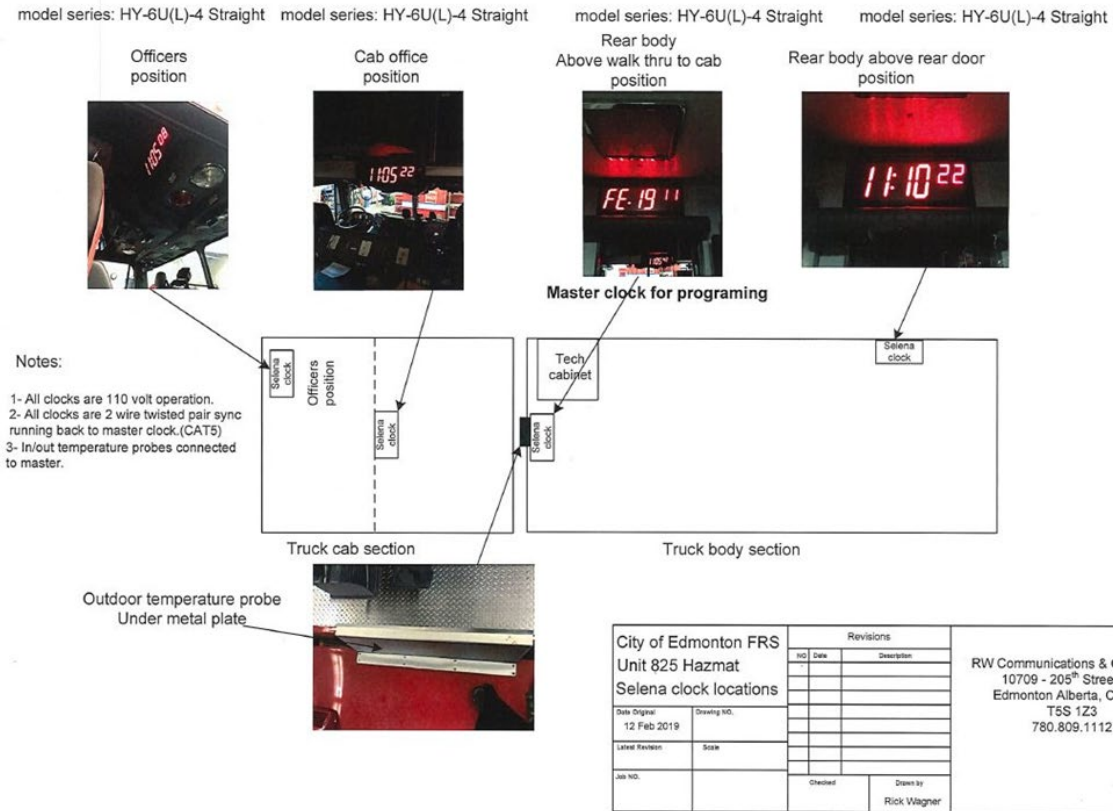 model series: HY-6U(L)-4 Straight
model series: HY-6U(L)-4 Straight
model series: HY-6U(L)-4 Straight
model series: HY-6U(L)-4 Straight
Officers
position
Cab office
position
Rear body
Above walk thru to cab
position
Rear body above rear door
position
11:05 08
11:05 22
FE:19 11
11:05
11:10 22
Master clock for programing
Notes:
1- All clocks are 110 volt operation.
2- All clocks are 2 wire twisted pair sync
running back to master clock.(CAT5)
3- In/out temperature probes connected
to master.
Selena
clock
Officers
position
Selena
clock
Tech
cabinet
Selena
clock
Selena
clock
Truck cab section
Truck body section
Outdoor temperature probe
Under metal plate
City of Edmonton FRS
Unit 825 Hazmat
Selena clock locations
Date Original
12 Feb 2019
Drawing NO.
Latest Revision
Scale
Job NO.
Revisions
NO
Date
Description
Checked
Drawn by
Rick Wagner
RW Communications &
10709 - 205th Stree
Edmonton Alberta, C
T5S 1Z3
780.809.1112